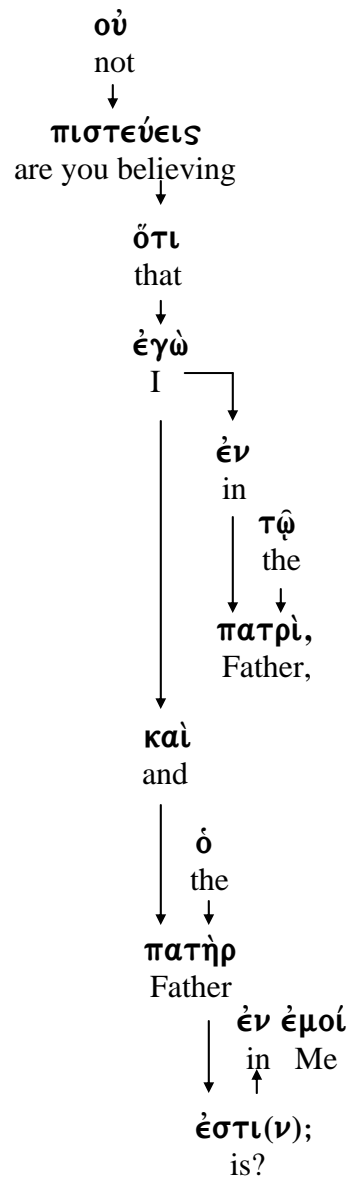 οὐ
not
πιστεύεις
are you believing
ὅτι
that
ἐγὼ
I
ἐν
in
τῷ
the
πατρὶ,
Father,
καὶ
and
ὁ
the
πατὴρ
Father
ἐν ἐμοί
in Me
ἐστι(ν);
is?